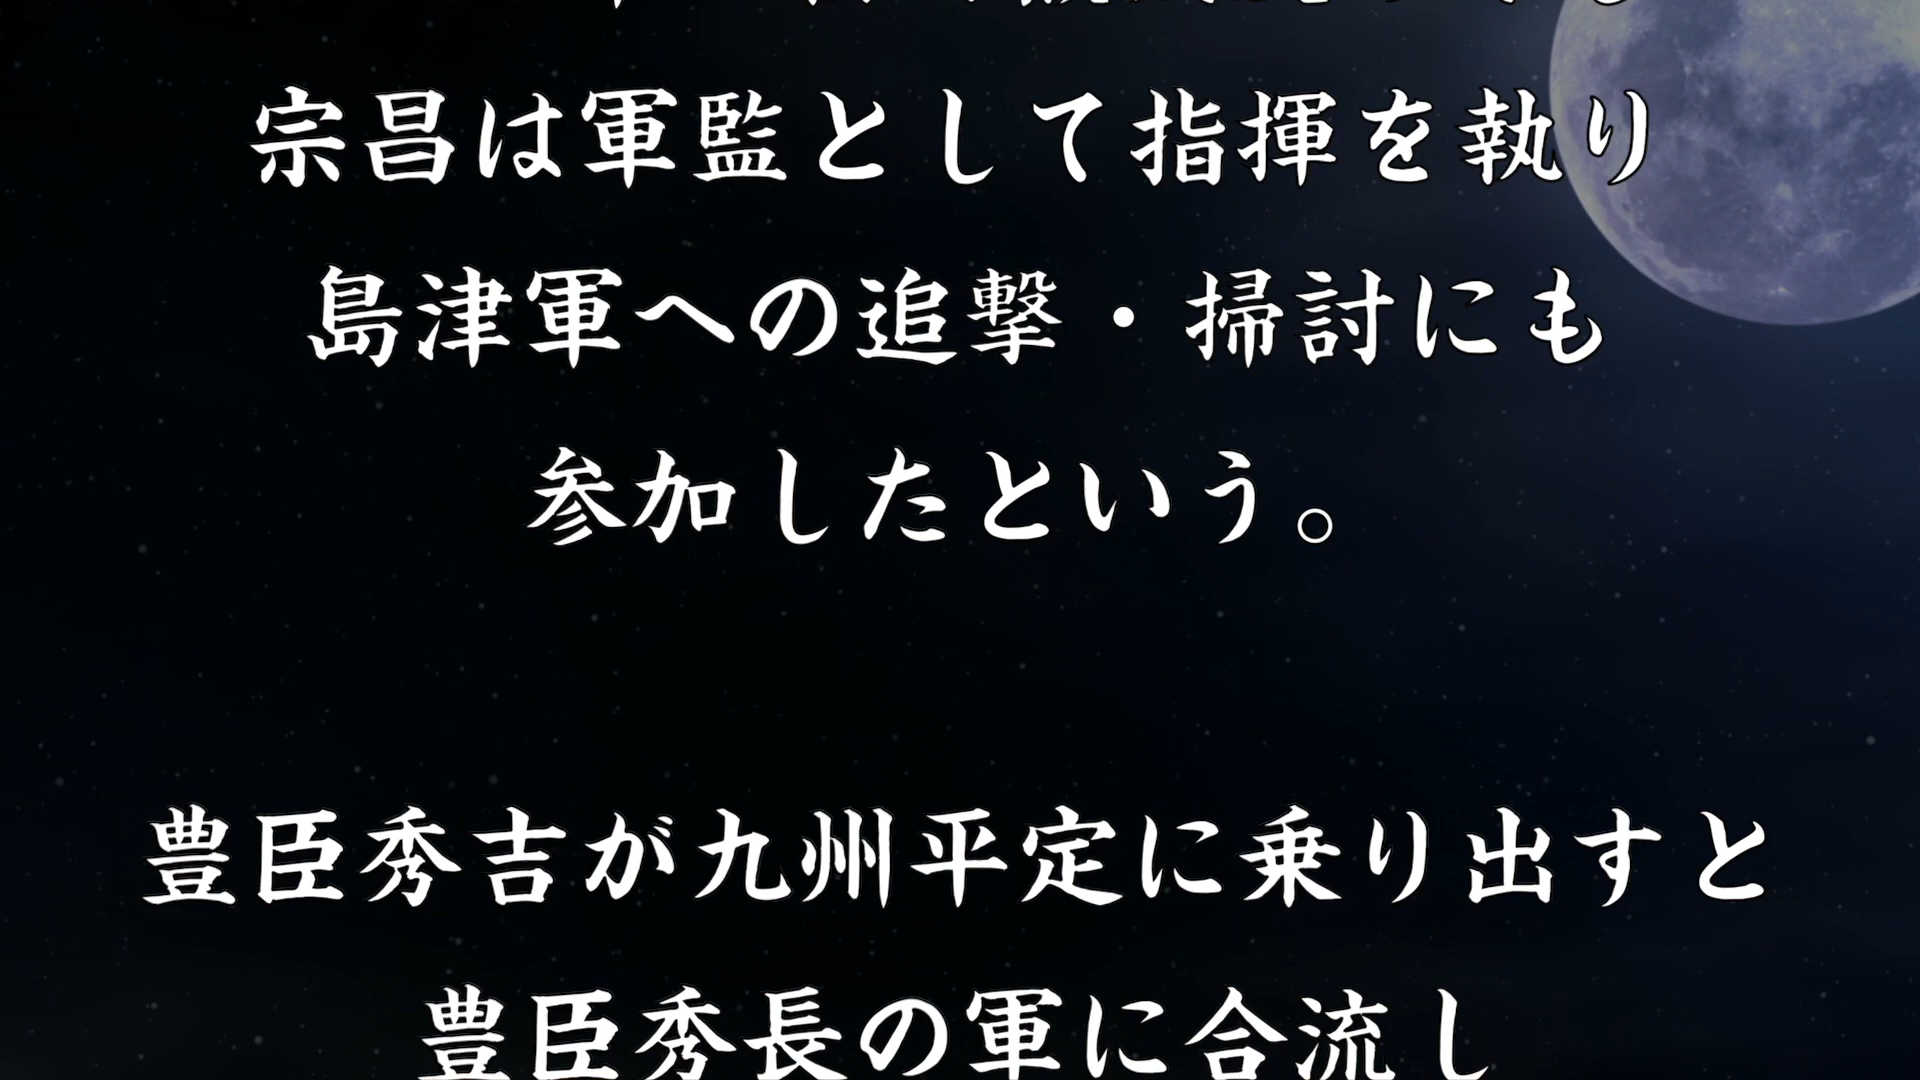 宗昌は軍監として指揮を執り
島津軍への追撃・掃討にも
参加したという。
豊臣秀吉が九州平定に乗り出すと
豊臣秀長の軍に合流し